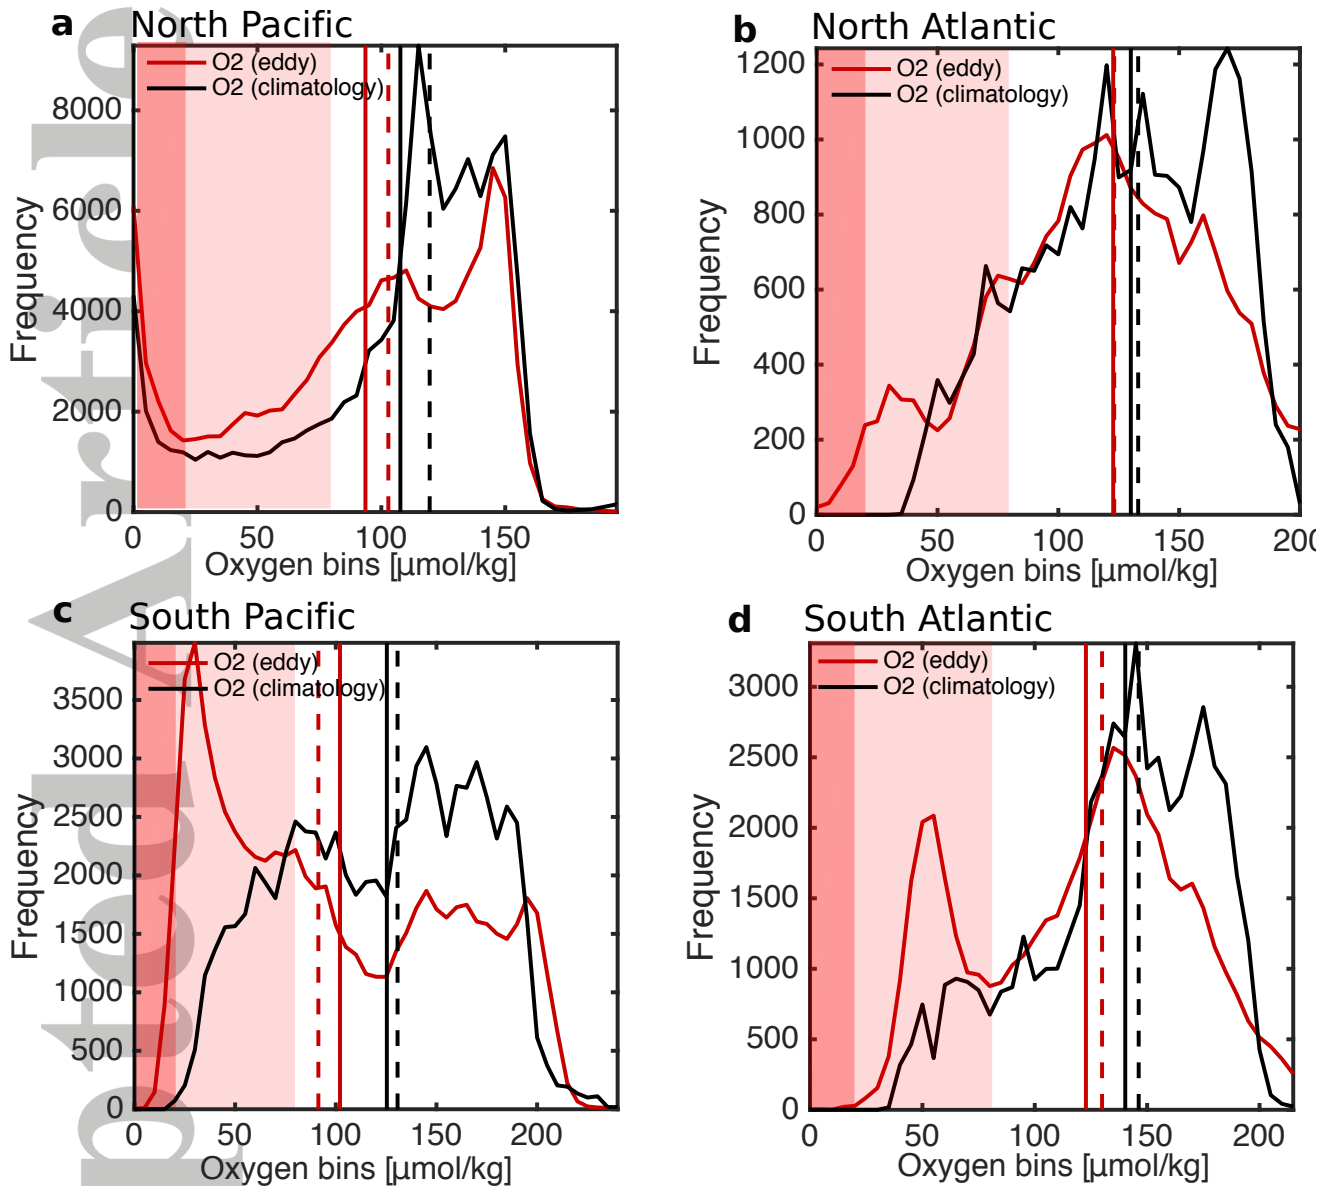 a North Pacific
O2 (eddy)
O2 (climatology)
8000
6000
4000
2000
0
Frequency
0 50 100 150
Oxygen bins [µmol/kg]
b North Atlantic
O2 (eddy)
O2 (climatology)
1200
1000
800
600
400
200
0
Frequency
0 50 100 150 200
Oxygen bins [µmol/kg]
c South Pacific
O2 (eddy)
O2 (climatology)
3500
3000
2500
2000
1500
1000
500
0
Frequency
0 50 100 150 200
Oxygen bins [µmol/kg]
d South Atlantic
O2 (eddy)
O2 (climatology)
3000
2500
2000
1500
1000
500
0
Frequency
0 50 100 150 200
Oxygen bins [µmol/kg]
pted Article